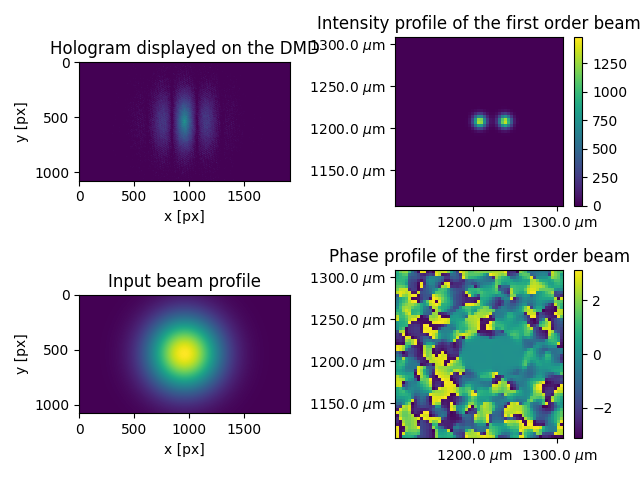 Hologram displayed on the DMD
0
500
1000
y [px]
0
500
1000
1500
x [px]
Intensity profile of the first order beam
1300.0 μm
1250.0 μm
1200.0 μm
1150.0 μm
1200.0 μm
1300.0 μm
1250
1000
750
500
250
0
Input beam profile
0
500
1000
y [px]
0
500
1000
1500
x [px]
Phase profile of the first order beam
1300.0 μm
1250.0 μm
1200.0 μm
1150.0 μm
1200.0 μm
1300.0 μm
2
0
−2